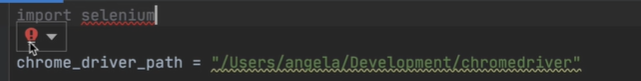 import selenium
chrome_driver_path = "/Users/angela/Development/chromedriver"